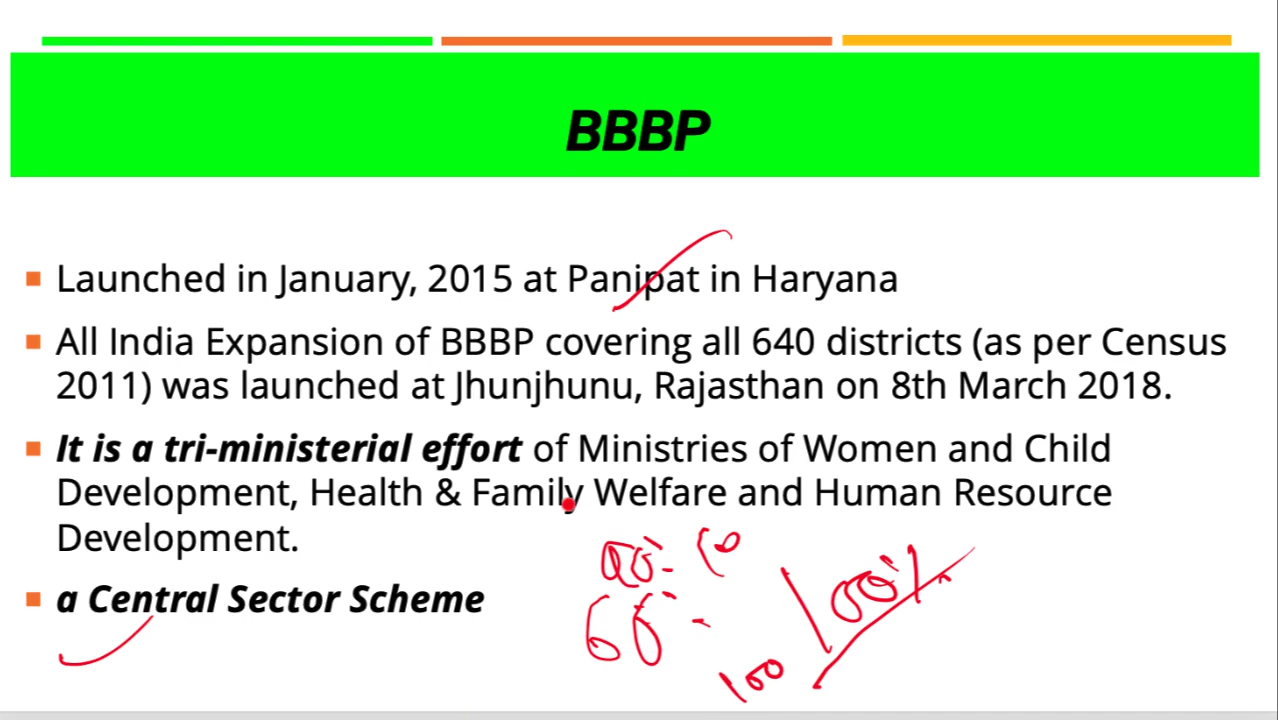 BBBP
Launched in January, 2015 at Panipat in Haryana
All India Expansion of BBBP covering all 640 districts (as per Census
2011) was launched at Jhunjhunu, Rajasthan on 8th March 2018.
It is a tri-ministerial effort of Ministries of Women and Child
Development, Health & Family Welfare and Human Resource
Development.
a Central Sector Scheme
100%
100